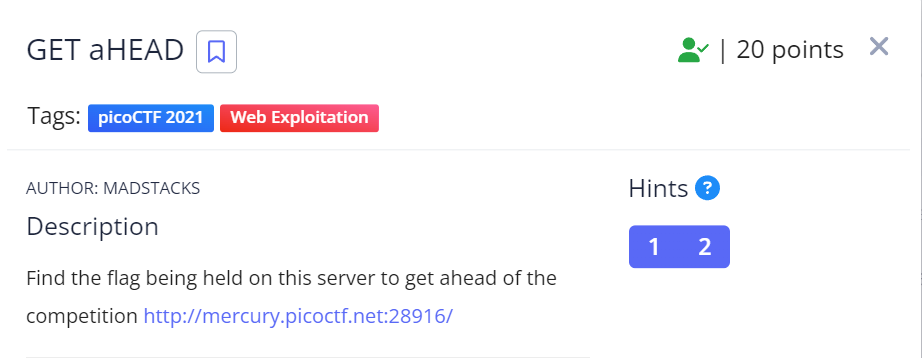 GET aHEAD | 20 points ×
Tags: picoCTF 2021 Web Exploitation
AUTHOR: MADSTACKS
Hints ?
Description
1 2
Find the flag being held on this server to get ahead of the
competition http://mercury.picoctf.net:28916/